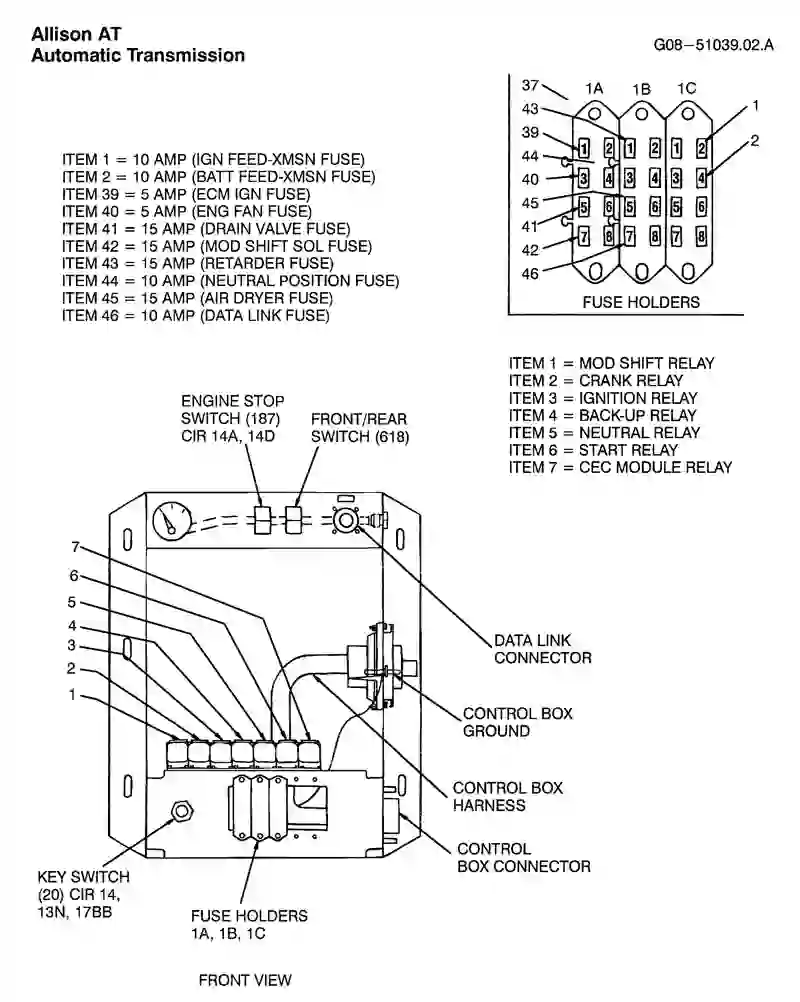 Allison AT
Automatic Transmission
G08-51039.02.A
ITEM 1 = 10 AMP (IGN FEED-XMSN FUSE)
ITEM 2 = 10 AMP (BATT FEED-XMSN FUSE)
ITEM 39 = 5 AMP (ECM IGN FUSE)
ITEM 40 = 5 AMP (ENG FAN FUSE)
ITEM 41 = 15 AMP (DRAIN VALVE FUSE)
ITEM 42 = 15 AMP (MOD SHIFT SOL FUSE)
ITEM 43 = 15 AMP (RETARDER FUSE)
ITEM 44 = 10 AMP (NEUTRAL POSITION FUSE)
ITEM 45 = 15 AMP (AIR DRYER FUSE)
ITEM 46 = 10 AMP (DATA LINK FUSE)
37 1A 1B 1C
43 1
39 1 2 1 2 1 2
44 2
40 3 4 3 4 3 4
45 5 6 5 6 5 6
41
42 7 8 7 8 7 8
46
FUSE HOLDERS
ITEM 1 = MOD SHIFT RELAY
ITEM 2 = CRANK RELAY
ITEM 3 = IGNITION RELAY
ITEM 4 = BACK-UP RELAY
ITEM 5 = NEUTRAL RELAY
ITEM 6 = START RELAY
ITEM 7 = CEC MODULE RELAY
ENGINE STOP
SWITCH (187)
CIR 14A, 14D
FRONT/REAR
SWITCH (618)
7
6
5
4
3
2
1
DATA LINK
CONNECTOR
CONTROL BOX
GROUND
CONTROL BOX
HARNESS
CONTROL
BOX CONNECTOR
KEY SWITCH
(20) CIR 14,
13N, 17BB
FUSE HOLDERS
1A, 1B, 1C
FRONT VIEW